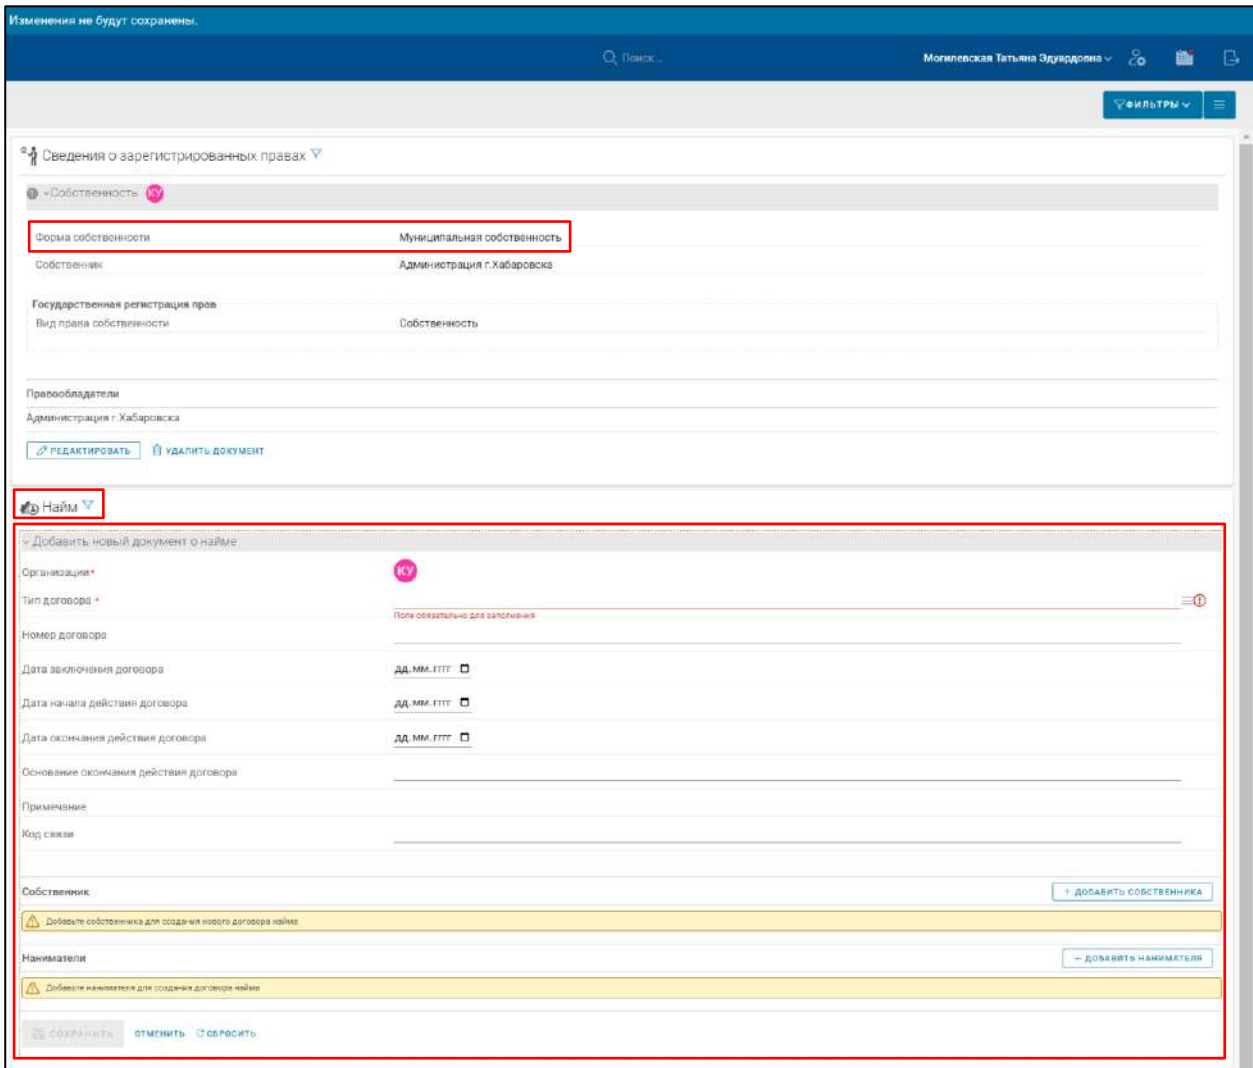 Изменения не будут сохранены.
Поиск...
Могилевская Татьяна Эдуардовна
ФИЛЬТРЫ
Сведения о зарегистрированных правах
Собственность КУ
Форма собственности Муниципальная собственность
Собственник Администрация г.Хабаровска
Государственная регистрация прав
Вид права собственности Собственность
Правообладатели
Администрация г.Хабаровска
РЕДАКТИРОВАТЬ УДАЛИТЬ ДОКУМЕНТ
Найм
Добавить новый документ о найме
Организации* КУ
Тип договора *
Поле обязательно для заполнения
Номер договора
Дата заключения договора дд.мм.гггг
Дата начала действия договора дд.мм.гггг
Дата окончания действия договора дд.мм.гггг
Основание окончания действия договора
Примечание
Код связи
Собственник + ДОБАВИТЬ СОБСТВЕННИКА
Добавьте собственника для создания нового договора найма
Наниматели + ДОБАВИТЬ НАНИМАТЕЛЯ
Добавьте нанимателя для создания договора найма
СОХРАНИТЬ ОТМЕНИТЬ СБРОСИТЬ